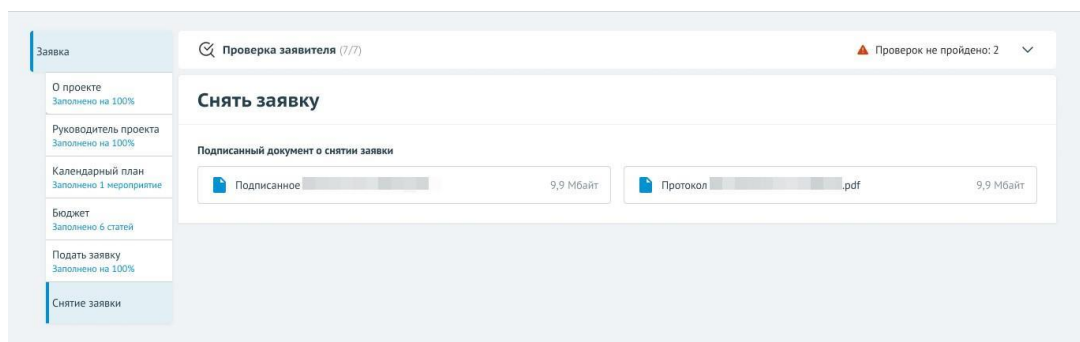 Заявка
О проекте
Заполнено на 100%
Руководитель проекта
Заполнено на 100%
Календарный план
Заполнено 1 мероприятие
Бюджет
Заполнено 6 статей
Подать заявку
Заполнено на 100%
Снятие заявки
Проверка заявителя (7/7)
Проверок не пройдено: 2
Снять заявку
Подписанный документ о снятии заявки
Подписанное
9,9 Мбайт
Протокол .pdf
9,9 Мбайт